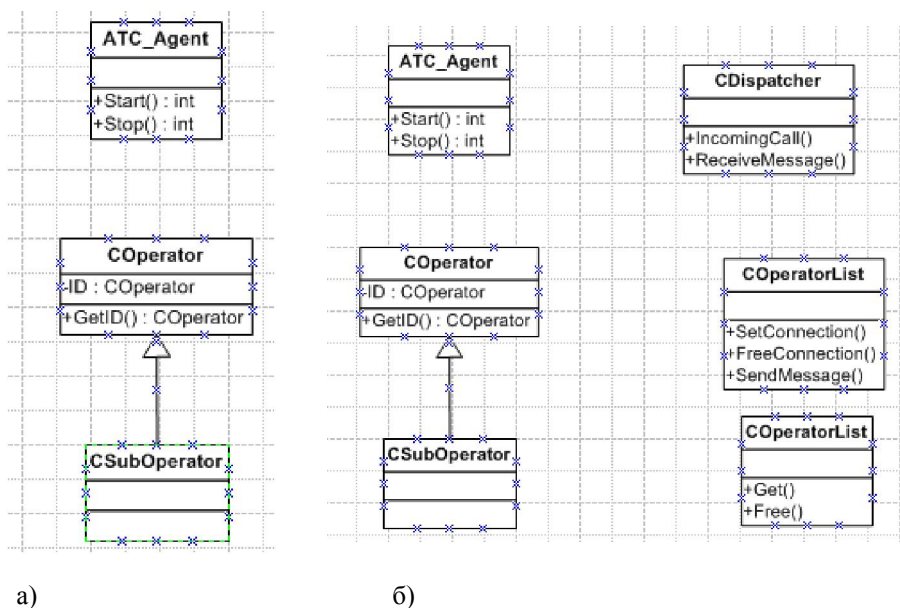 ATC_Agent
+Start() : int
+Stop() : int
COperator
-ID : COperator
+GetID() : COperator
CSubOperator
ATC_Agent
+Start() : int
+Stop() : int
COperator
-ID : COperator
+GetID() : COperator
CSubOperator
CDispatcher
+IncomingCall()
+ReceiveMessage()
COperatorList
+SetConnection()
+FreeConnection()
+SendMessage()
COperatorList
+Get()
+Free()
а)
б)